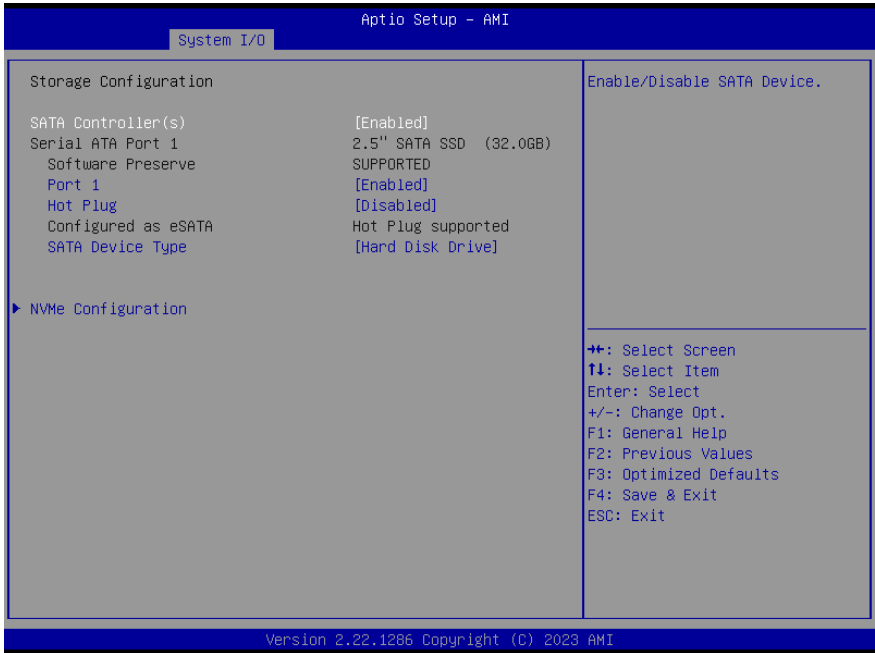 Aptio Setup – AMI
System I/O
Storage Configuration
SATA Controller(s) [Enabled]
Serial ATA Port 1 2.5" SATA SSD (32.0GB)
Software Preserve SUPPORTED
Port 1 [Enabled]
Hot Plug [Disabled]
Configured as eSATA Hot Plug supported
SATA Device Type [Hard Disk Drive]
NVMe Configuration
Enable/Disable SATA Device.
→←: Select Screen
↑↓: Select Item
Enter: Select
+/-: Change Opt.
F1: General Help
F2: Previous Values
F3: Optimized Defaults
F4: Save & Exit
ESC: Exit
Version 2.22.1286 Copyright (C) 2023 AMI